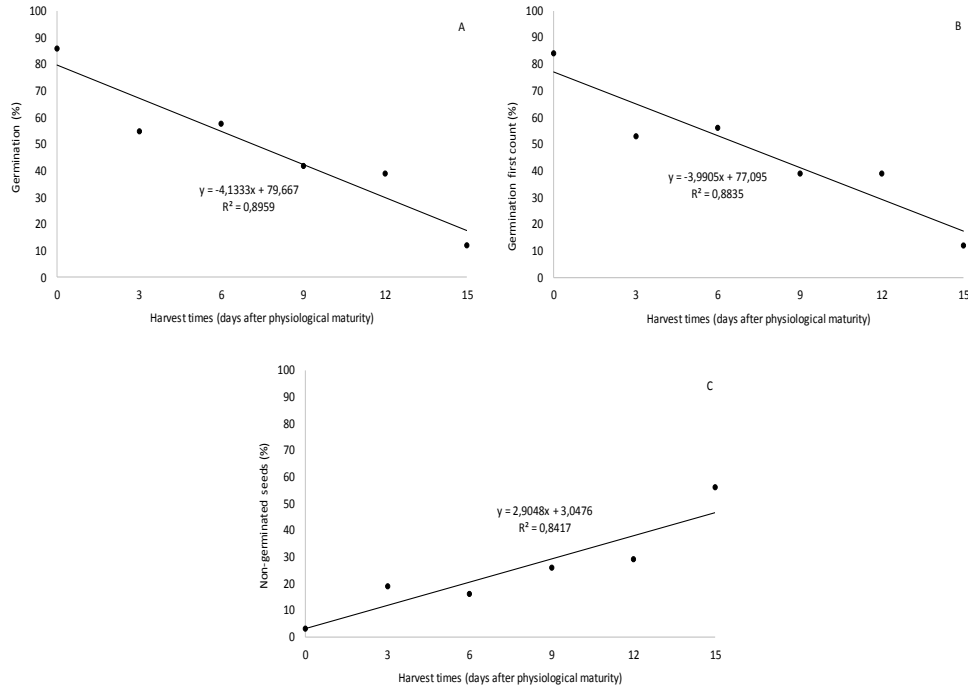 A
Germination (%)
100
90
80
70
60
50
40
30
20
10
0
y = -4,1333x + 79,667
R² = 0,8959
0 3 6 9 12 15
Harvest times (days after physiological maturity)
B
Germination first count (%)
100
90
80
70
60
50
40
30
20
10
0
y = -3,9905x + 77,095
R² = 0,8835
0 3 6 9 12 15
Harvest times (days after physiological maturity)
C
Non-germinated seeds (%)
100
90
80
70
60
50
40
30
20
10
0
y = 2,9048x + 3,0476
R² = 0,8417
0 3 6 9 12 15
Harvest times (days after physiological maturity)